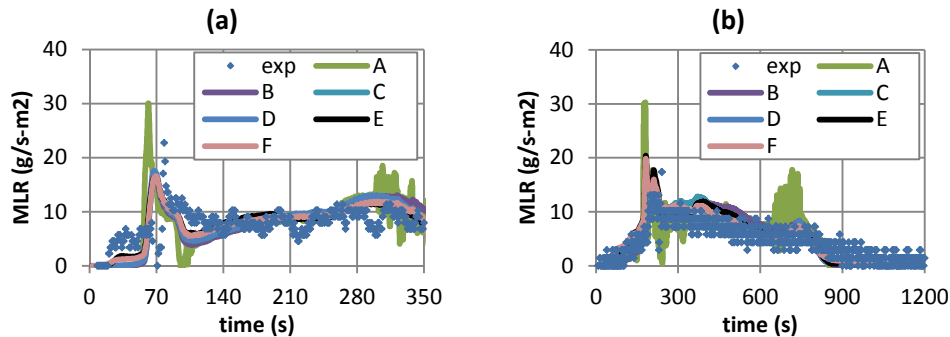 (a)
40
30
20
10
0
MLR (g/s-m2)
exp A
B C
D E
F
0 70 140 210 280 350
time (s)
(b)
40
30
20
10
0
MLR (g/s-m2)
exp A
B C
D E
F
0 300 600 900 1200
time (s)